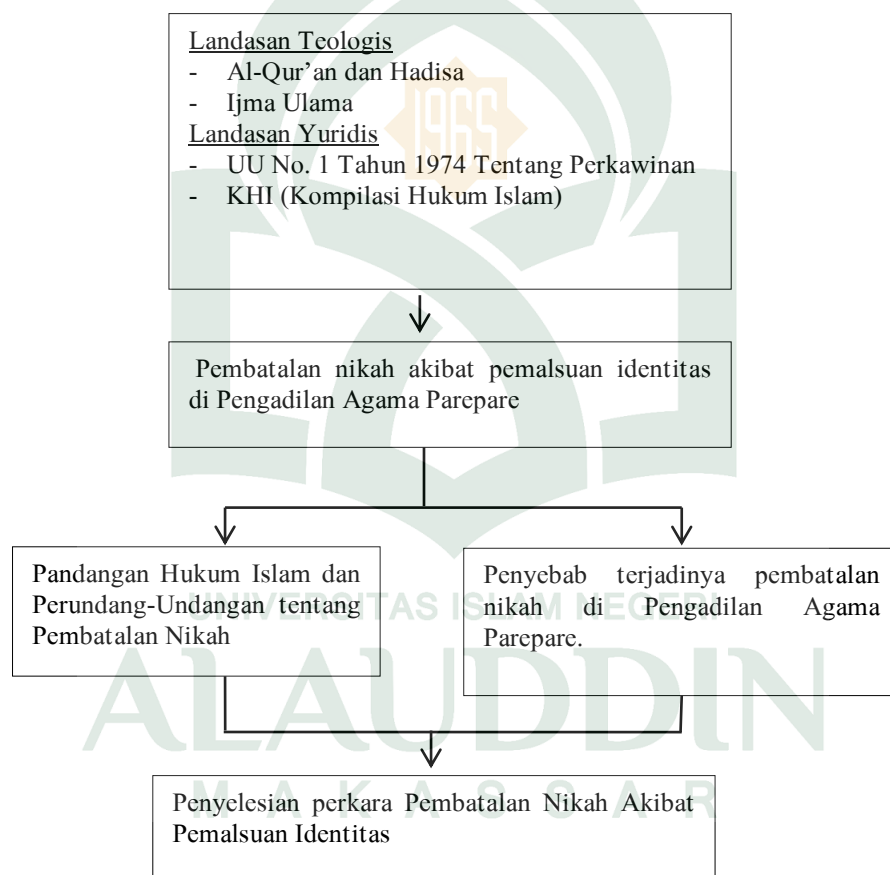 Landasan Teologis
- Al-Qur’an dan Hadisa
- Ijma Ulama
Landasan Yuridis
- UU No. 1 Tahun 1974 Tentang Perkawinan
- KHI (Kompilasi Hukum Islam)
1965
Pembatalan nikah akibat pemalsuan identitas
di Pengadilan Agama Parepare
Pandangan Hukum Islam dan
Perundang-Undangan tentang
Pembatalan Nikah
Penyebab terjadinya pembatalan
nikah di Pengadilan Agama
Parepare.
UNIVERSITAS ISLAM NEGERI
ALAUDDIN
MAKASSAR
Penyelesian perkara Pembatalan Nikah Akibat
Pemalsuan Identitas